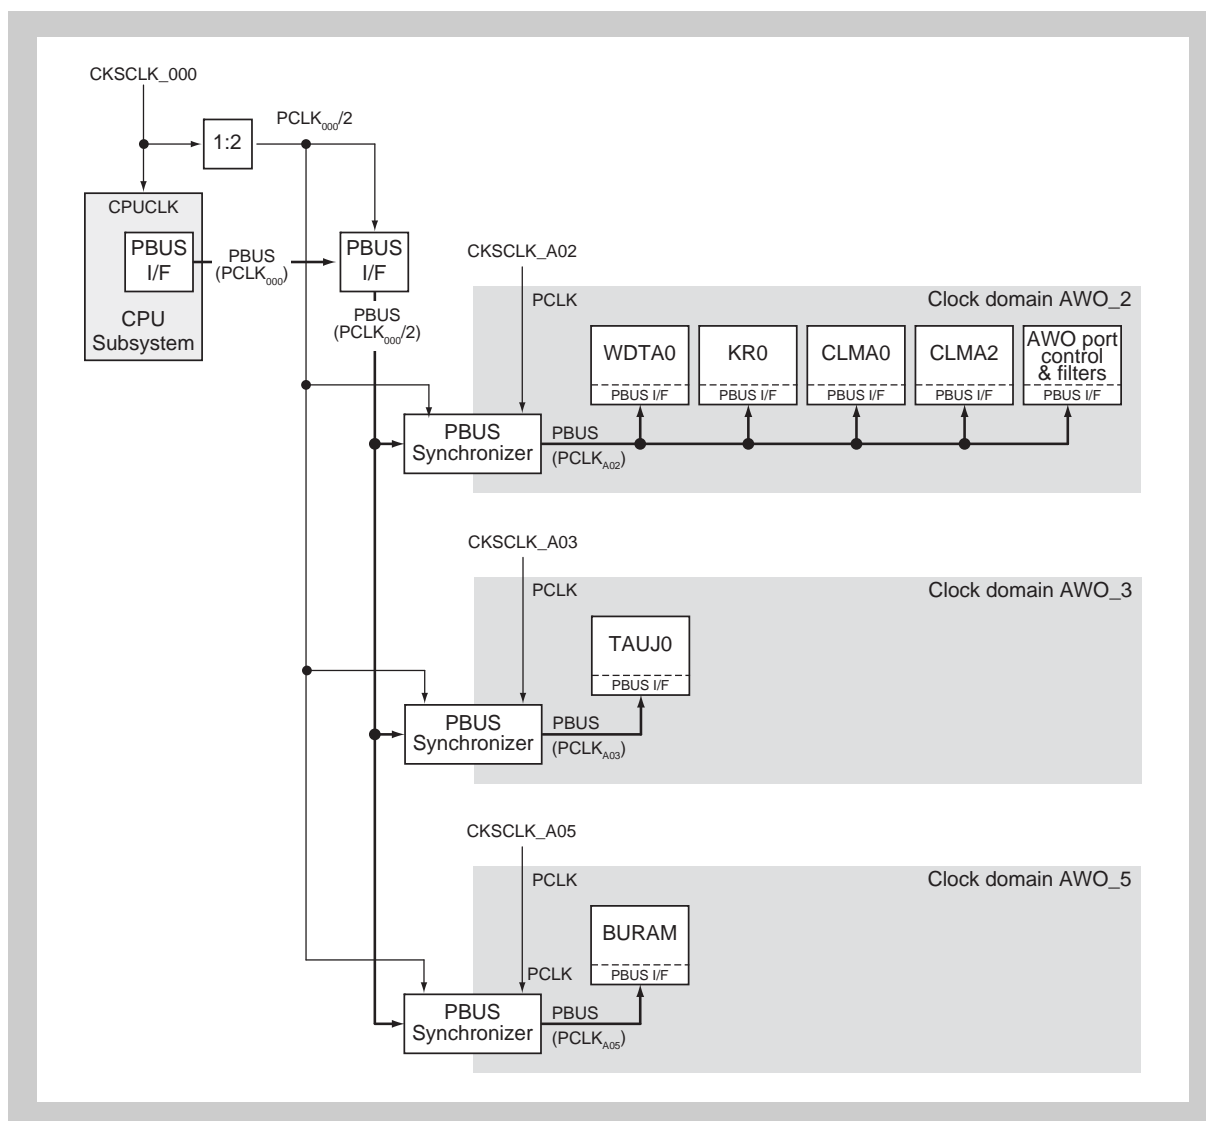 CKSCLK_000
PCLK000/2
1:2
CPUCLK
PBUS
I/F
CPU
Subsystem
PBUS
(PCLK000)
PBUS
I/F
PBUS
(PCLK000/2)
CKSCLK_A02
PCLK
Clock domain AWO_2
WDTA0
PBUS I/F
KR0
PBUS I/F
CLMA0
PBUS I/F
CLMA2
PBUS I/F
AWO port
control
& filters
PBUS I/F
PBUS
Synchronizer
PBUS
(PCLKA02)
CKSCLK_A03
PCLK
Clock domain AWO_3
TAUJ0
PBUS I/F
PBUS
Synchronizer
PBUS
(PCLKA03)
CKSCLK_A05
PCLK
Clock domain AWO_5
BURAM
PBUS I/F
PCLK
PBUS
Synchronizer
PBUS
(PCLKA05)